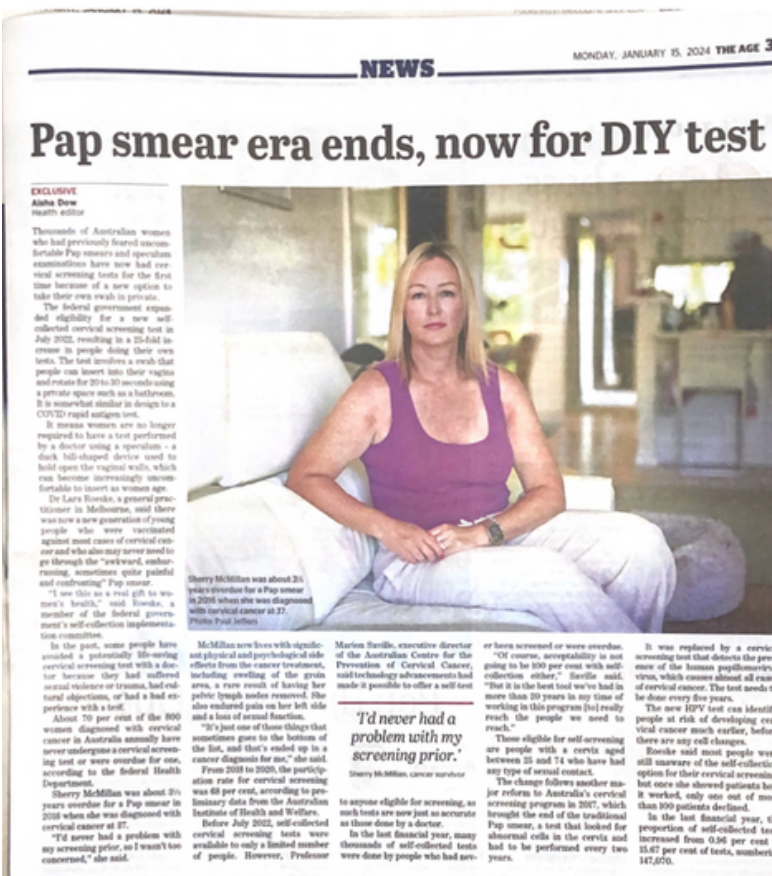 MONDAY, JANUARY 15, 2024 THE AGE 3
NEWS
Pap smear era ends, now for DIY test
EXCLUSIVE
Aisha Dow
Health editor
Thousands of Australian women
who had previously feared uncom-
fortable Pap smears and speculum
examinations have now had cer-
vical screening tests for the first
time because of a new option to
take their own swab in private.
The federal government expan-
ded eligibility for a new self-
collected cervical screening test in
July 2022, resulting in a 25-fold in-
crease in people doing their own
tests. The test involves a swab that
people can insert into their vagina
and rotate for 20 to 30 seconds using
a private space such as a bathroom.
It is somewhat similar in design to a
COVID rapid antigen test.
It means women are no longer
required to have a test performed
by a doctor using a speculum – a
duck bill-shaped device used to
hold open the vaginal walls, which
can become increasingly uncom-
fortable to insert as women age.
Dr Lara Roeske, a general prac-
titioner in Melbourne, said there
was now a new generation of young
people who were vaccinated
against most cases of cervical can-
cer and who also may never need to
go through the “awkward, embar-
rassing, sometimes quite painful
and confronting” Pap smear.
“I see this as a real gift to wo-
men’s health,” said Roeske, a
member of the federal govern-
ment’s self-collection implementa-
tion committee.
In the past, some people have
avoided a potentially life-saving
cervical screening test with a doc-
tor because they had suffered
sexual violence or trauma, had cul-
tural objections, or had a bad ex-
perience with a test.
About 70 per cent of the 800
women diagnosed with cervical
cancer in Australia annually have
never undergone a cervical screen-
ing test or were overdue for one,
according to the federal Health
Department.
Sherry McMillan was about 2½
years overdue for a Pap smear in
2016 when she was diagnosed with
cervical cancer at 37.
“I’d never had a problem with
my screening prior, so I wasn’t too
concerned,” she said.
Sherry McMillan was about 2½
years overdue for a Pap smear
in 2016 when she was diagnosed
with cervical cancer at 37.
Photo: Paul Jeffers
McMillan now lives with signific-
ant physical and psychological side
effects from the cancer treatment,
including swelling of the groin
area, a rare result of having her
pelvic lymph nodes removed. She
also endured pain on her left side
and a loss of sexual function.
“It’s just one of those things that
sometimes goes to the bottom of
the list, and that’s ended up in a
cancer diagnosis for me,” she said.
From 2018 to 2020, the particip-
ation rate for cervical screening
was 68 per cent, according to pre-
liminary data from the Australian
Institute of Health and Welfare.
Before July 2022, self-collected
cervical screening tests were
available to only a limited number
of people. However, Professor
Marion Saville, executive director
of the Australian Centre for the
Prevention of Cervical Cancer,
said technology advancements had
made it possible to offer a self-test
‘I’d never had a
problem with my
screening prior.’
Sherry McMillan, cancer survivor
to anyone eligible for screening, as
such tests are now just as accurate
as those done by a doctor.
In the last financial year, many
thousands of self-collected tests
were done by people who had nev-
er been screened or were overdue.
“Of course, acceptability is not
going to be 100 per cent with self-
collection either,” Saville said.
“But it is the best tool we’ve had in
more than 20 years in my time of
working in this program [to] really
reach the people we need to
reach.”
Those eligible for self-screening
are people with a cervix aged
between 25 and 74 who have had
any type of sexual contact.
The change follows another ma-
jor reform to Australia’s cervical
screening program in 2017, which
brought the end of the traditional
Pap smear, a test that looked for
abnormal cells in the cervix and
had to be performed every two
years.
It was replaced by a cervic
screening test that detects the pres
ence of the human papillomavir
virus, which causes almost all cas
of cervical cancer. The test needs t
be done every five years.
The new HPV test can identif
people at risk of developing cer
vical cancer much earlier, befor
there are any cell changes.
Roeske said most people wer
still unaware of the self-collectio
option for their cervical screenin
but once she showed patients ho
it worked, only one out of mor
than 100 patients declined.
In the last financial year, t
proportion of self-collected tes
increased from 0.96 per cent
15.67 per cent of tests, numberin
147,070.